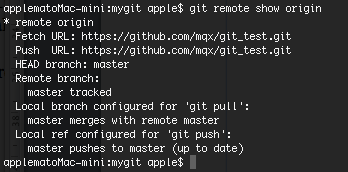 applematoMac-mini:mygit apple$ git remote show origin
* remote origin
  Fetch URL: https://github.com/mqx/git_test.git
  Push  URL: https://github.com/mqx/git_test.git
  HEAD branch: master
  Remote branch:
    master tracked
  Local branch configured for 'git pull':
    master merges with remote master
  Local ref configured for 'git push':
    master pushes to master (up to date)
applematoMac-mini:mygit apple$